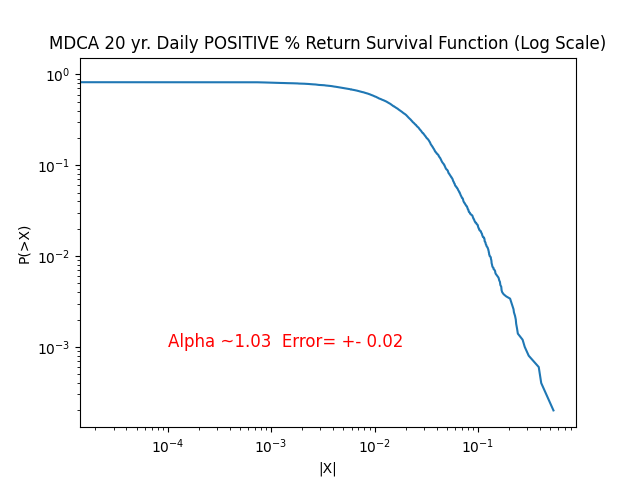 MDCA 20 yr. Daily POSITIVE % Return Survival Function (Log Scale)
P(>X)
10⁰
10⁻¹
10⁻²
10⁻³
Alpha ~1.03  Error= +- 0.02
10⁻⁴ 10⁻³ 10⁻² 10⁻¹
|X|